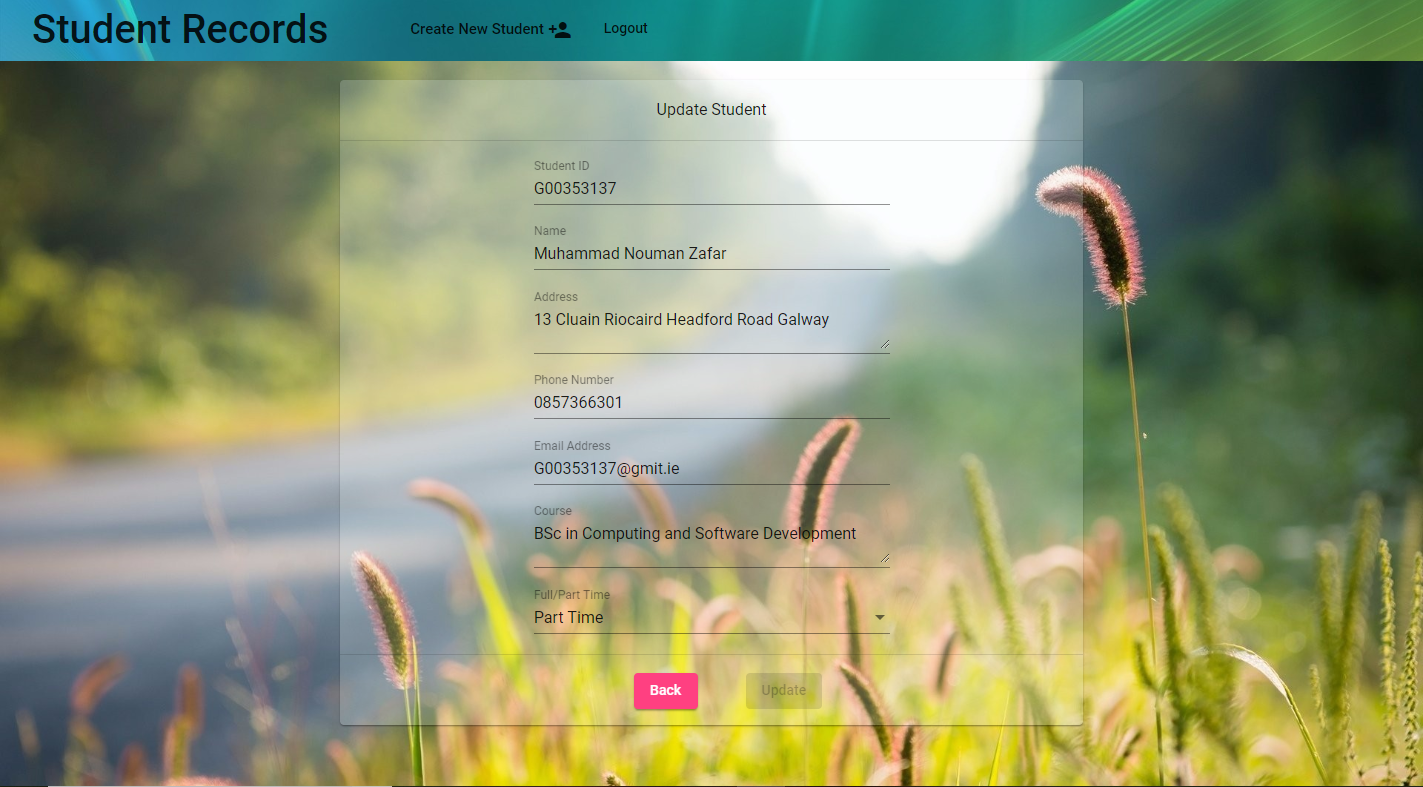 Student Records
Create New Student
Logout
Update Student
Student ID
G00353137
Name
Muhammad Nouman Zafar
Address
13 Cluain Riocaird Headford Road Galway
Phone Number
0857366301
Email Address
G00353137@gmit.ie
Course
BSc in Computing and Software Development
Full/Part Time
Part Time
Back
Update